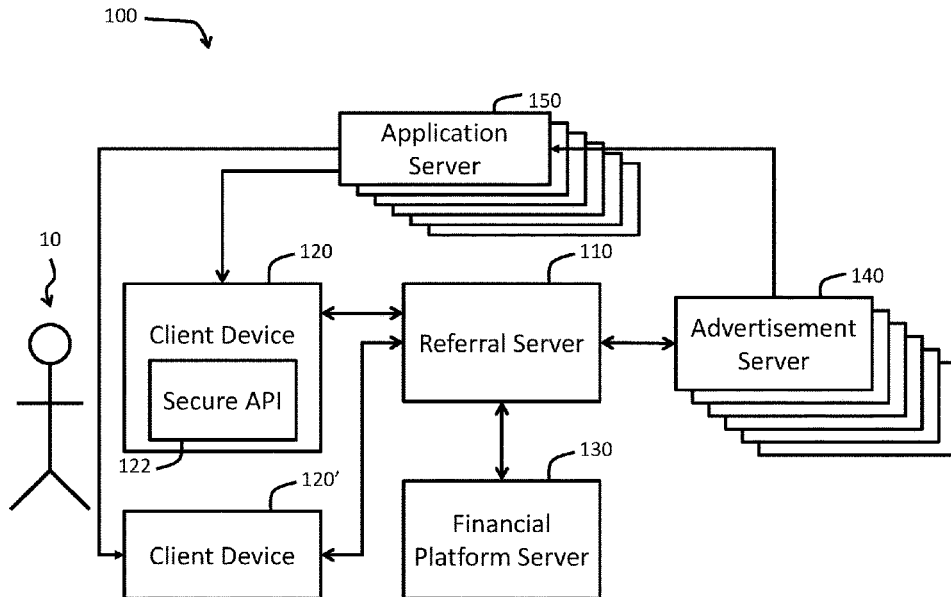 100
150
Application
Server
10
120
110
140
Client Device
Referral Server
Advertisement
Server
Secure API
122
120'
130
Client Device
Financial
Platform Server